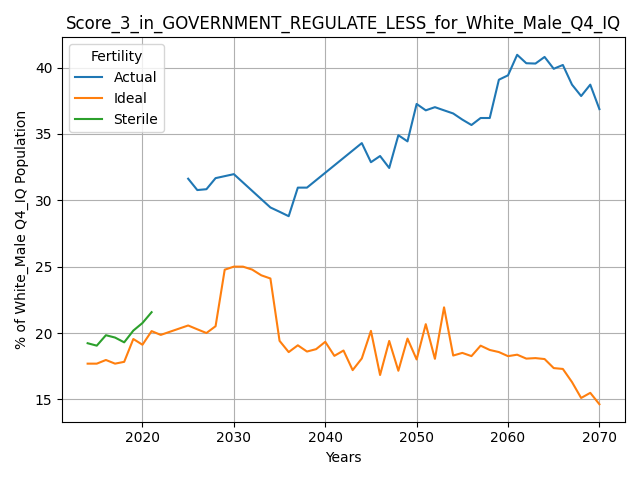 Score_3_in_GOVERNMENT_REGULATE_LESS_for_White_Male_Q4_IQ
Fertility
Actual
Ideal
Sterile
% of White_Male Q4_IQ Population
40
35
30
25
20
15
2020 2030 2040 2050 2060 2070
Years